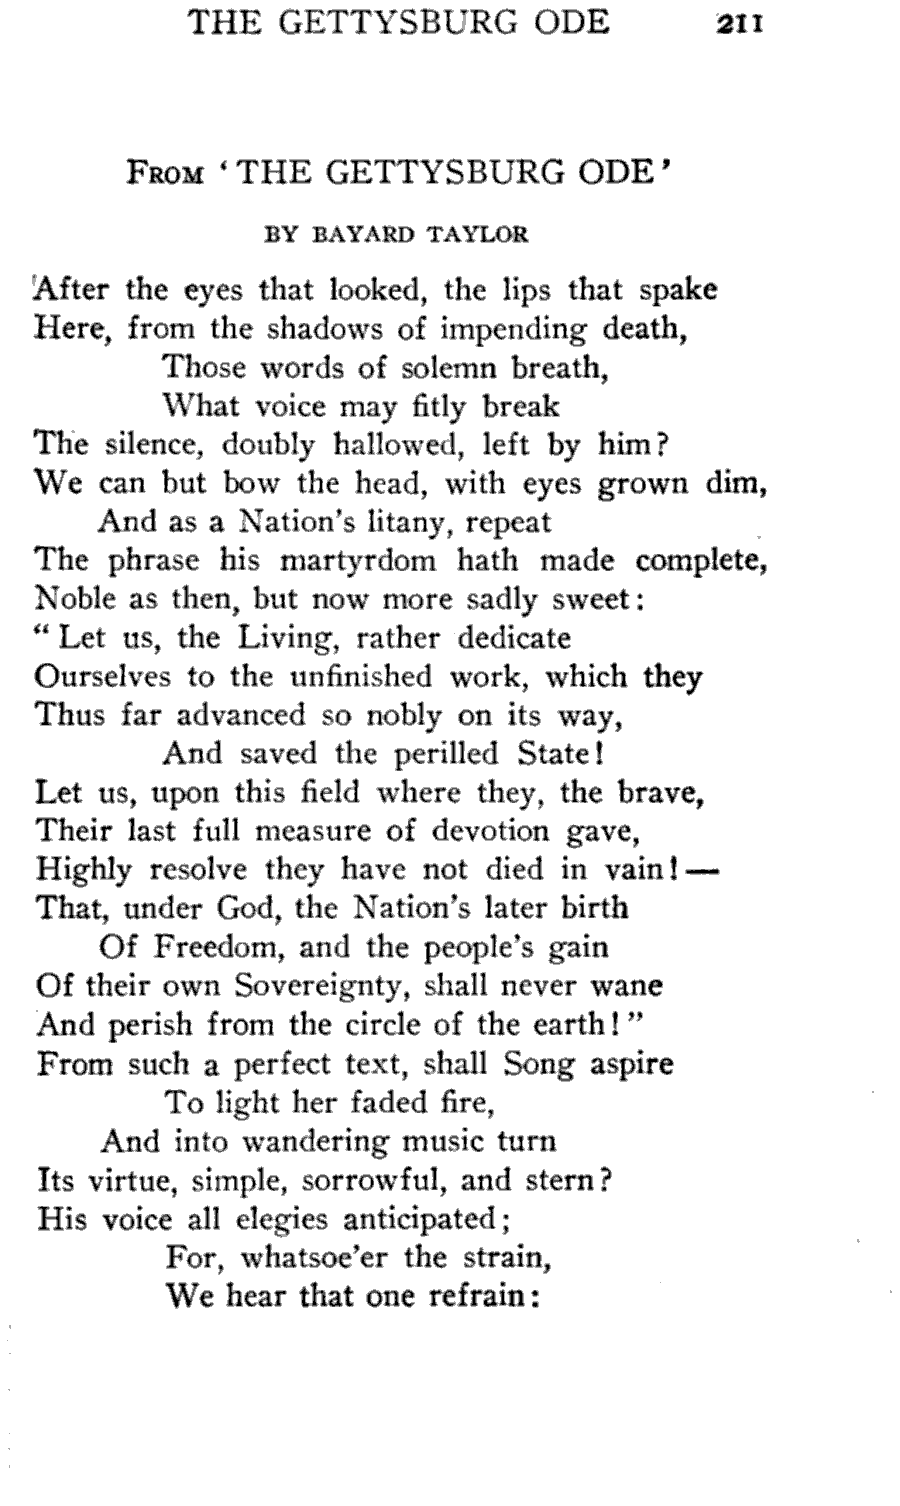 THE GETTYSBURG ODE 211
FROM ‘THE GETTYSBURG ODE’
BY BAYARD TAYLOR
After the eyes that looked, the lips that spake
Here, from the shadows of impending death,
Those words of solemn breath,
What voice may fitly break
The silence, doubly hallowed, left by him?
We can but bow the head, with eyes grown dim,
And as a Nation's litany, repeat
The phrase his martyrdom hath made complete,
Noble as then, but now more sadly sweet:
“Let us, the Living, rather dedicate
Ourselves to the unfinished work, which they
Thus far advanced so nobly on its way,
And saved the perilled State!
Let us, upon this field where they, the brave,
Their last full measure of devotion gave,
Highly resolve they have not died in vain!—
That, under God, the Nation's later birth
Of Freedom, and the people's gain
Of their own Sovereignty, shall never wane
And perish from the circle of the earth!”
From such a perfect text, shall Song aspire
To light her faded fire,
And into wandering music turn
Its virtue, simple, sorrowful, and stern?
His voice all elegies anticipated;
For, whatsoe'er the strain,
We hear that one refrain: